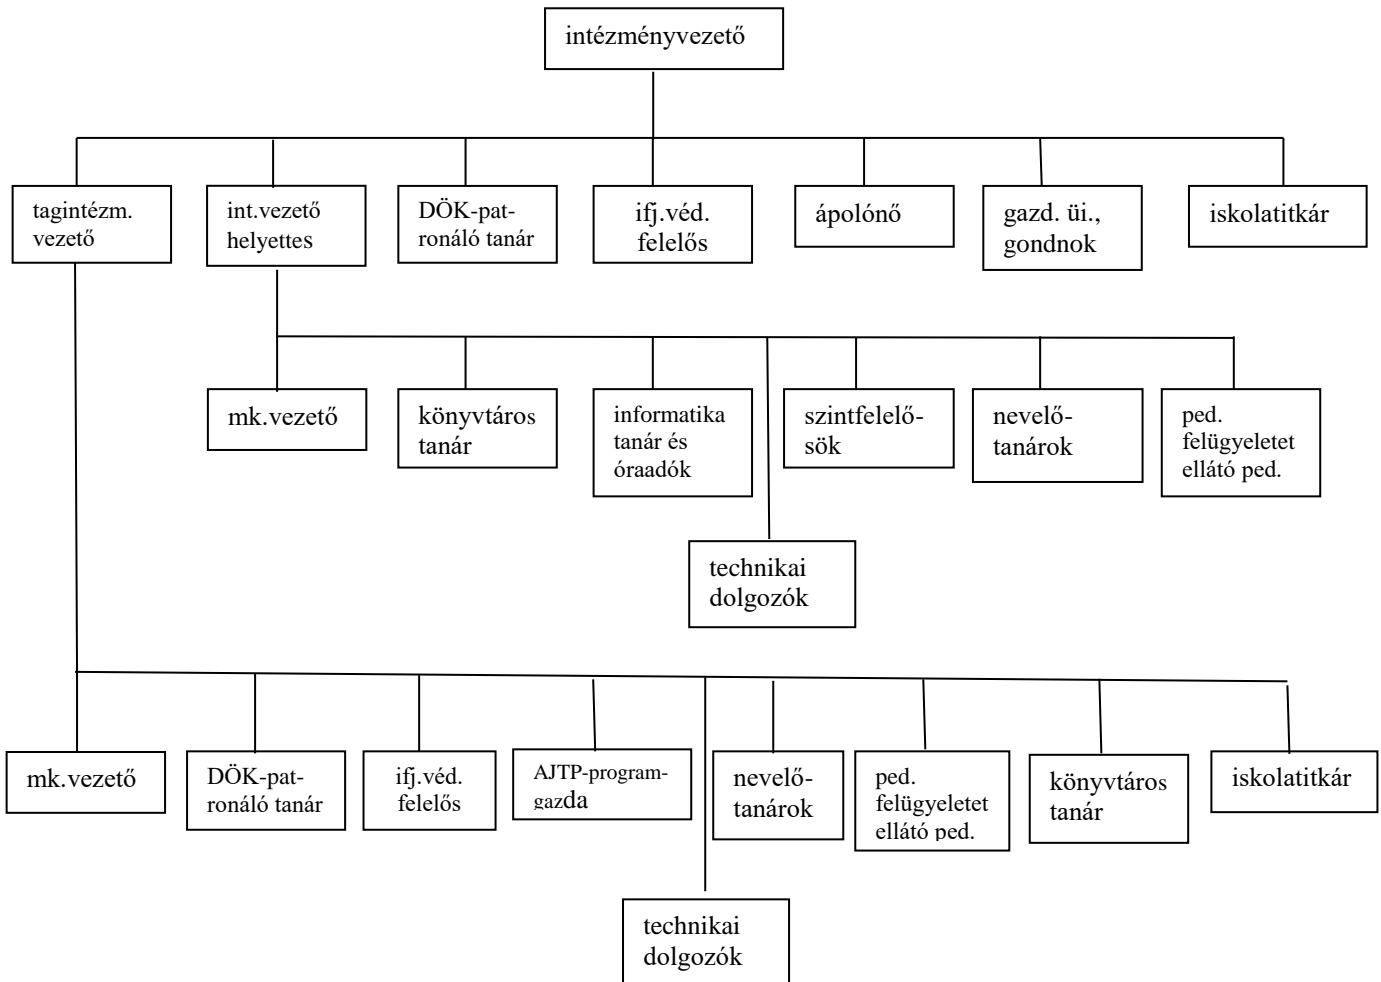 intézményvezető
tagintézm.
vezető
int.vezető
helyettes
DÖK-pat-
ronáló tanár
ifj.véd.
felelős
ápolónő
gazd. üi.,
gondnok
iskolatitkár
mk.vezető
könyvtáros
tanár
informatika
tanár és
óraadók
szintfelelő-
sök
nevelő-
tanárok
ped.
felügyeletet
ellátó ped.
technikai
dolgozók
mk.vezető
DÖK-pat-
ronáló tanár
ifj.véd.
felelős
AJTP-program-
gazda
nevelő-
tanárok
ped.
felügyeletet
ellátó ped.
könyvtáros
tanár
iskolatitkár
technikai
dolgozók